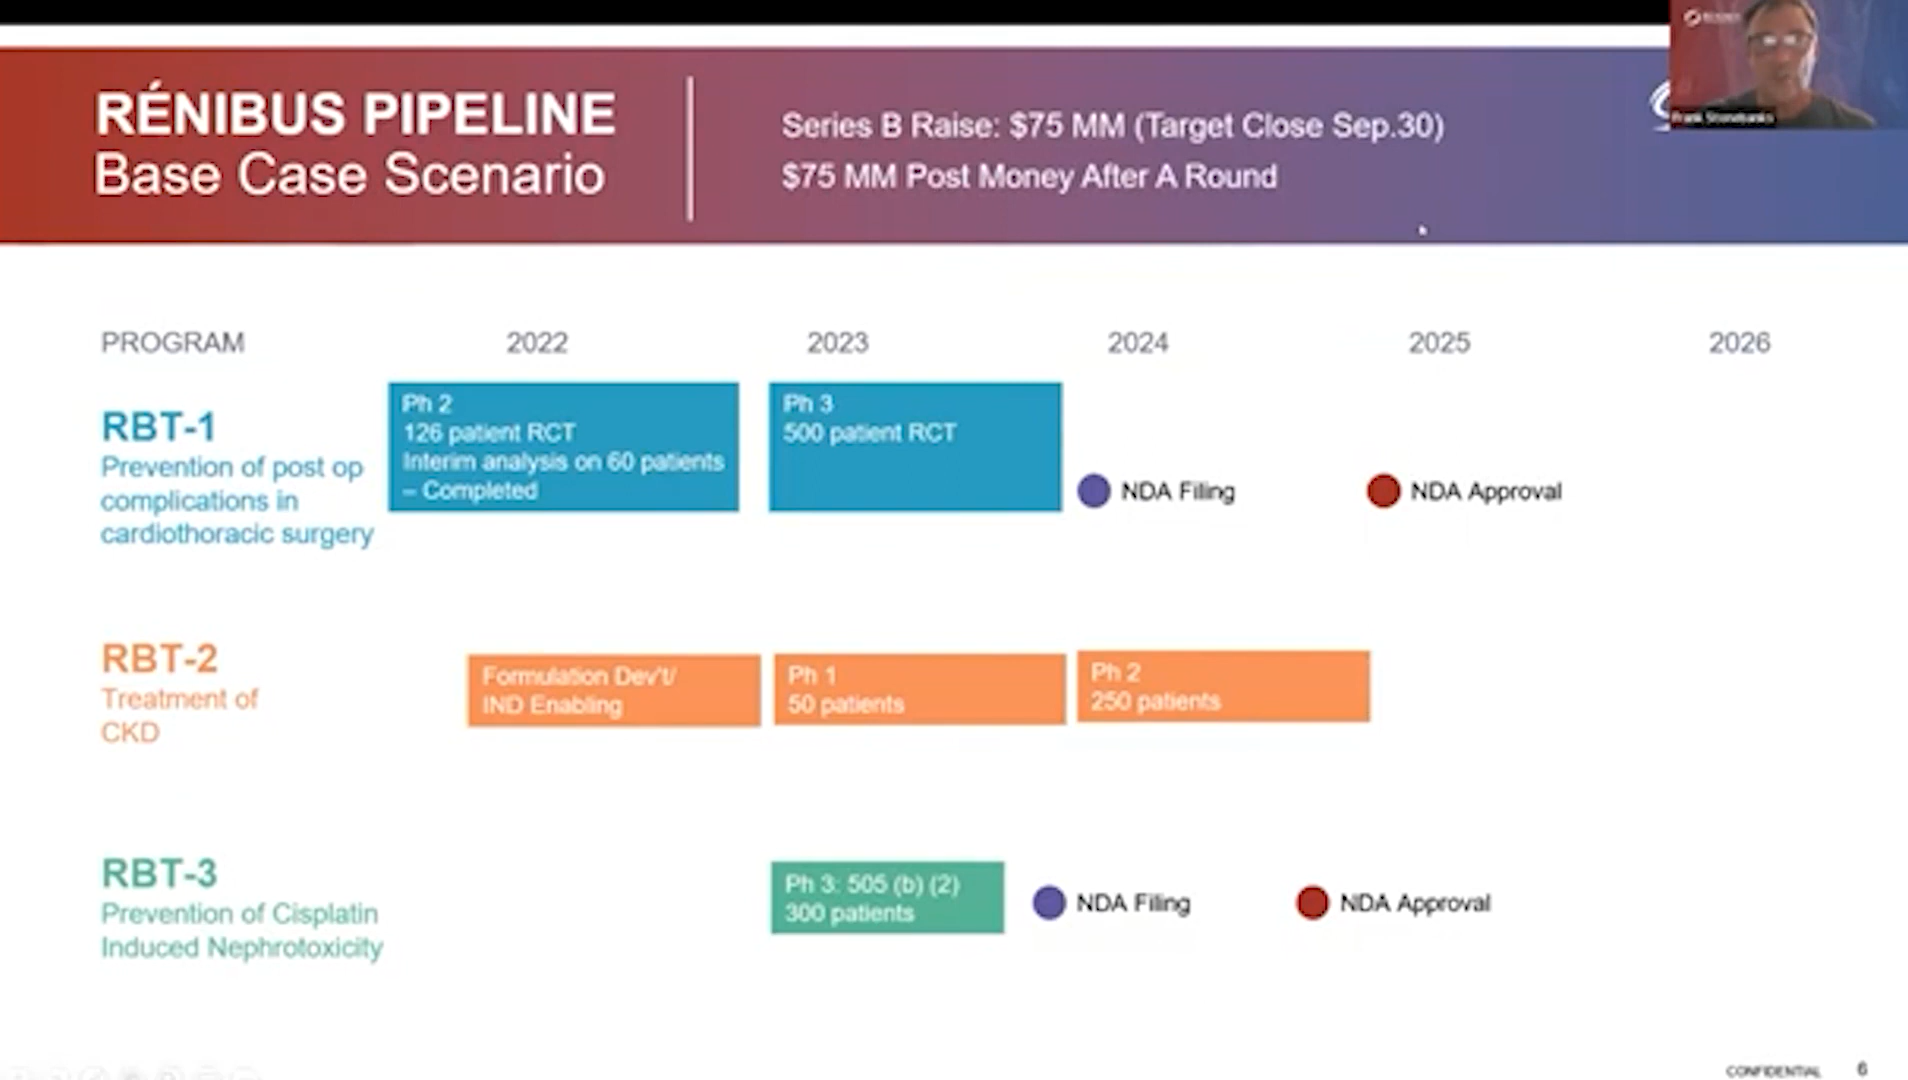 RÉNIBUS PIPELINE
Base Case Scenario
Series B Raise: $75 MM (Target Close Sep.30)
$75 MM Post Money After A Round
Frank Stonebanks
PROGRAM 2022 2023 2024 2025 2026
RBT-1
Prevention of post op
complications in
cardiothoracic surgery
Ph 2
126 patient RCT
Interim analysis on 60 patients
– Completed
Ph 3
500 patient RCT
NDA Filing
NDA Approval
RBT-2
Treatment of
CKD
Formulation Dev't/
IND Enabling
Ph 1
50 patients
Ph 2
250 patients
RBT-3
Prevention of Cisplatin
Induced Nephrotoxicity
Ph 3: 505 (b) (2)
300 patients
NDA Filing
NDA Approval
CONFIDENTIAL 6